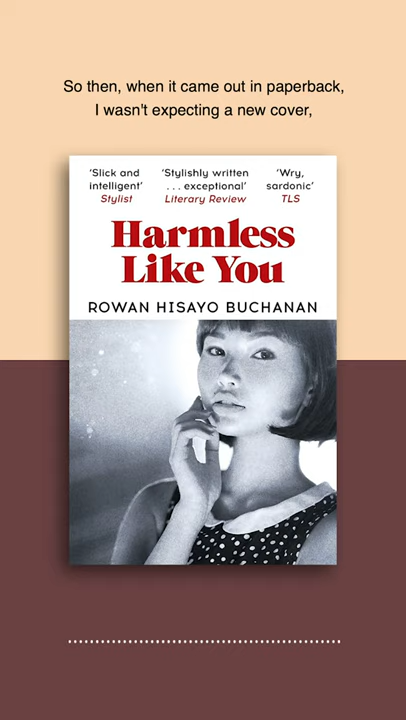 So then, when it came out in paperback,
I wasn't expecting a new cover,
'Slick and intelligent' Stylist
'Stylishly written . . . exceptional' Literary Review
'Wry, sardonic' TLS
Harmless
Like You
ROWAN HISAYO BUCHANAN